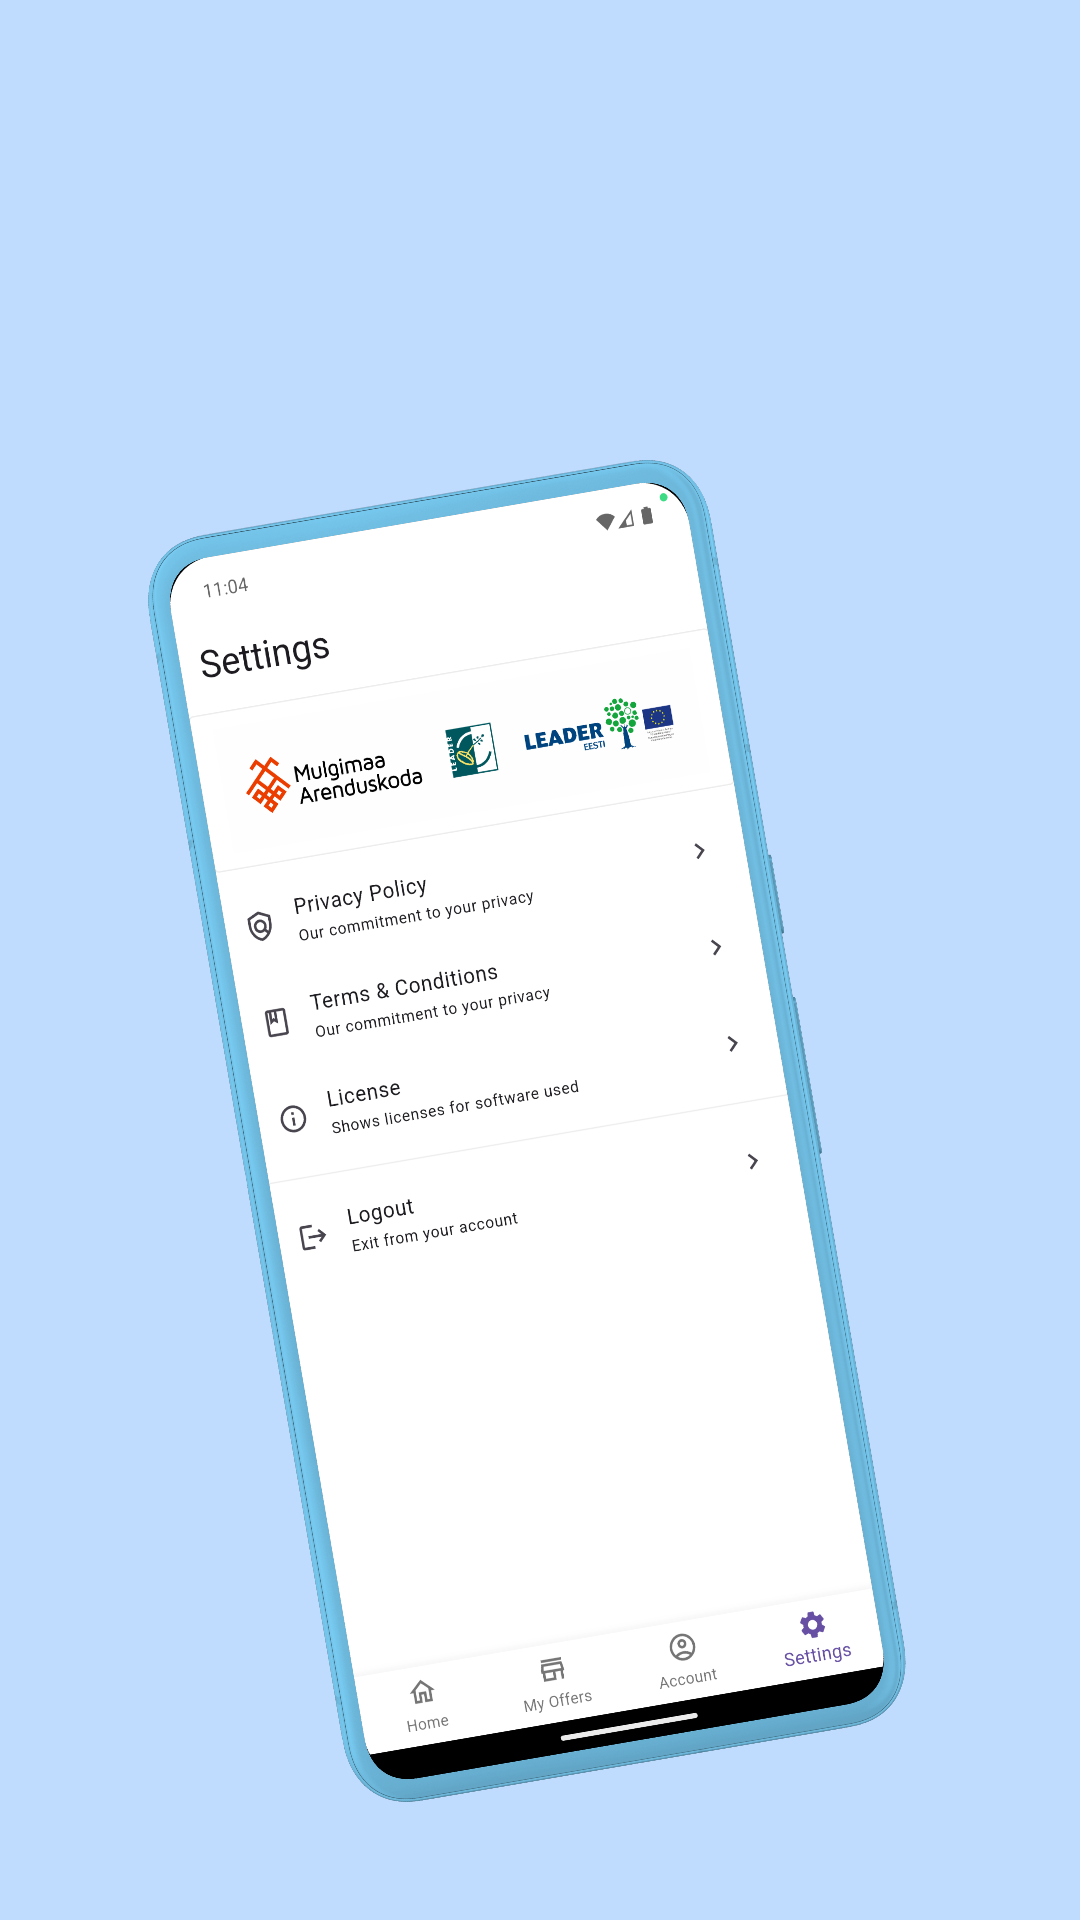 11:04
Settings
Mulgimaa
Arenduskoda
LEADER
LEADER
EESTI
Privacy Policy
Our commitment to your privacy
Terms & Conditions
Our commitment to your privacy
License
Shows licenses for software used
Logout
Exit from your account
Home
My Offers
Account
Settings